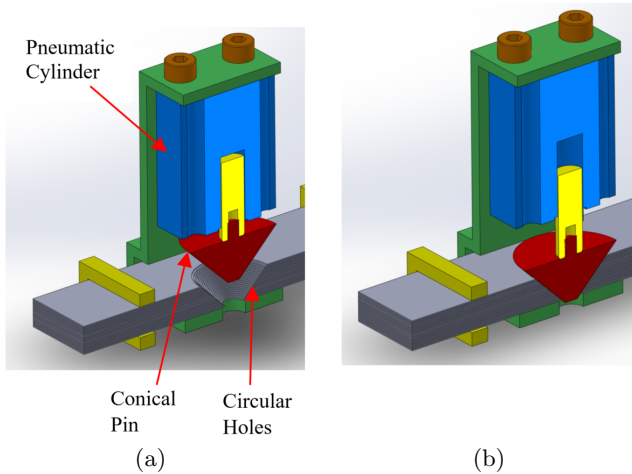 Pneumatic
Cylinder
Conical
Pin
Circular
Holes
(a)
(b)